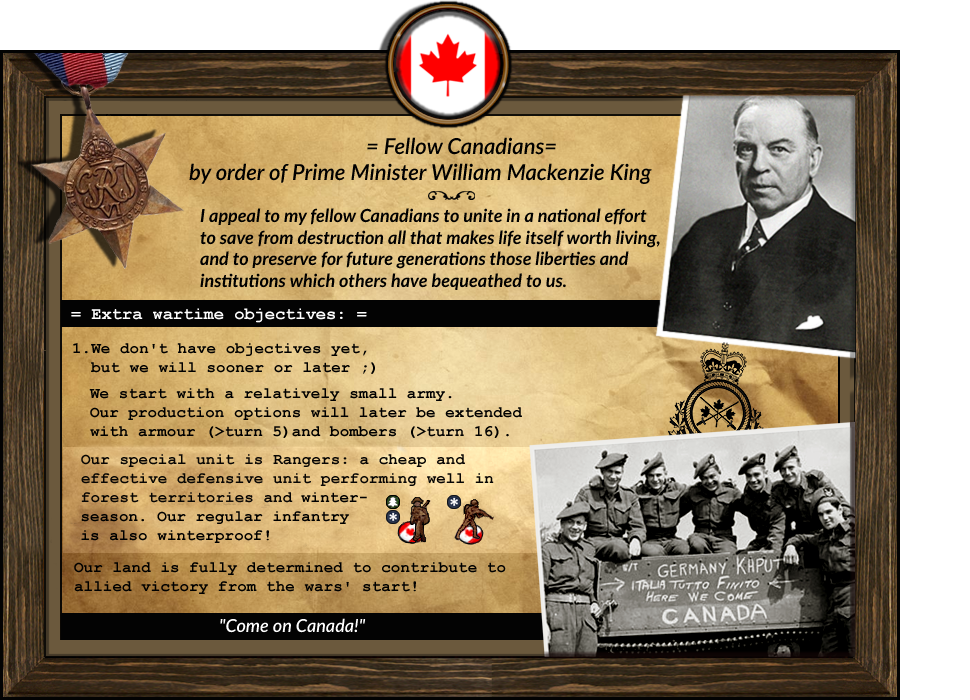 = Fellow Canadians=
by order of Prime Minister William Mackenzie King
I appeal to my fellow Canadians to unite in a national effort
to save from destruction all that makes life itself worth living,
and to preserve for future generations those liberties and
institutions which others have bequeathed to us.
= Extra wartime objectives: =
1.We don't have objectives yet,
but we will sooner or later ;)
We start with a relatively small army.
Our production options will later be extended
with armour (>turn 5)and bombers (>turn 16).
Our special unit is Rangers: a cheap and
effective defensive unit performing well in
forest territories and winter-
season. Our regular infantry
is also winterproof!
Our land is fully determined to contribute to
allied victory from the wars' start!
"Come on Canada!"
GERMANY KAPUT
ITALIA TUTTO FINITO
HERE WE COME
CANADA